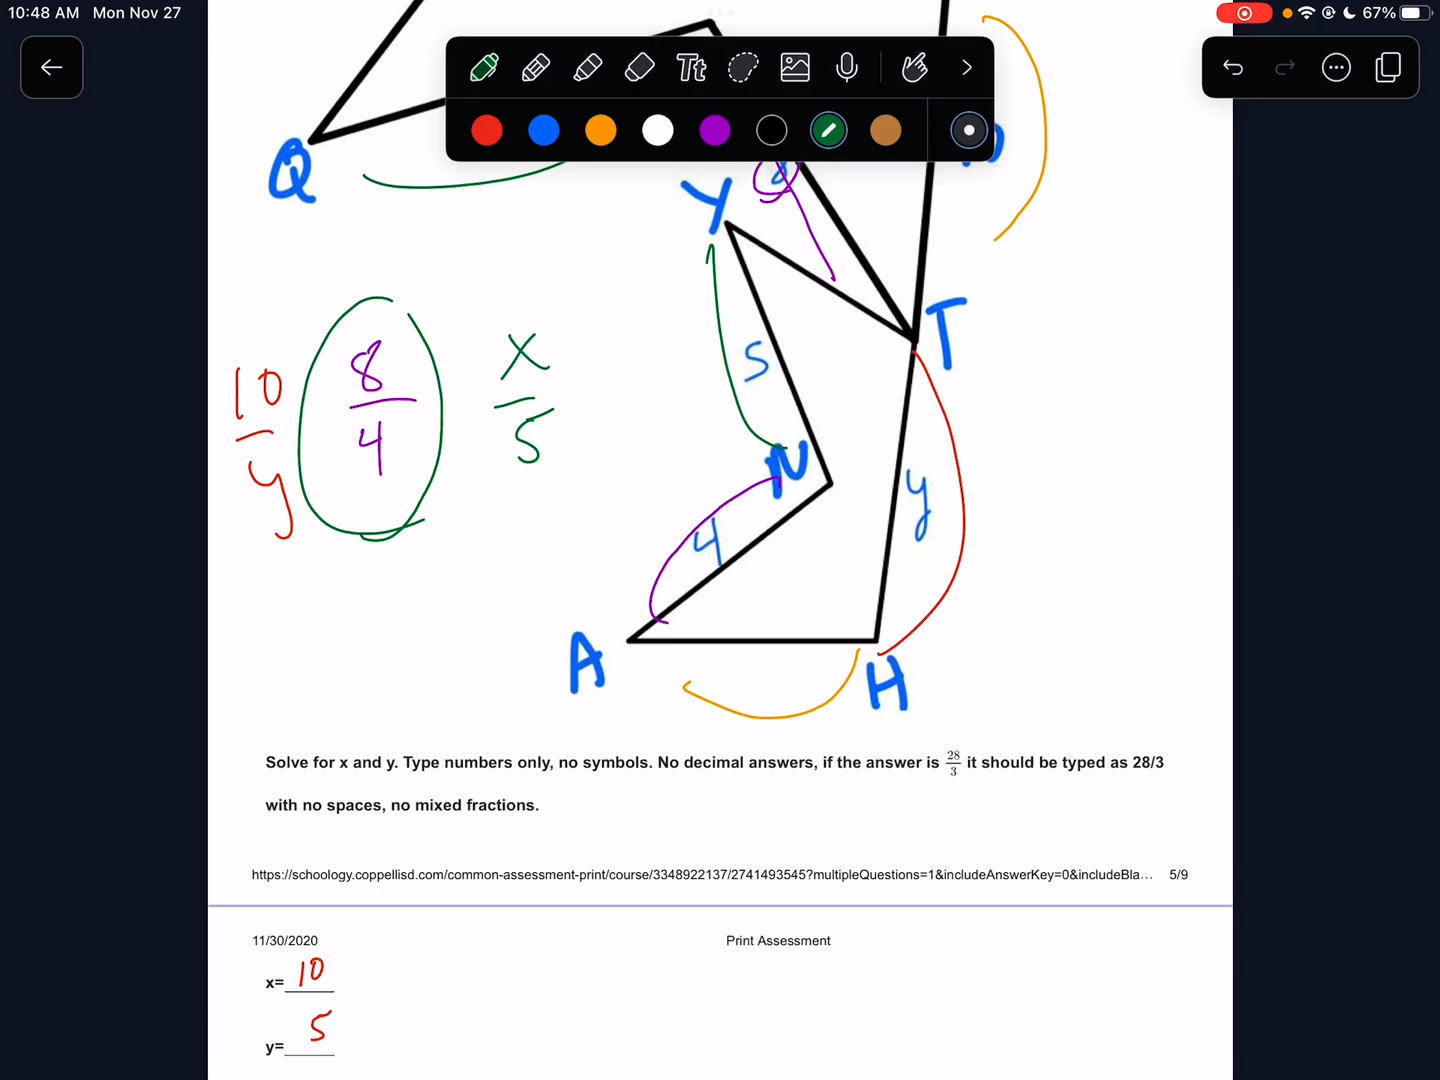 10:48 AM Mon Nov 27
67%
Tt
Q
Y
8
T
5
N
4
y
A
H
10/y
8/4
x/5
Solve for x and y. Type numbers only, no symbols. No decimal answers, if the answer is 28/3 it should be typed as 28/3
with no spaces, no mixed fractions.
https://schoology.coppellisd.com/common-assessment-print/course/3348922137/2741493545?multipleQuestions=1&includeAnswerKey=0&includeBla… 5/9
11/30/2020 Print Assessment
x= 10
y= 5